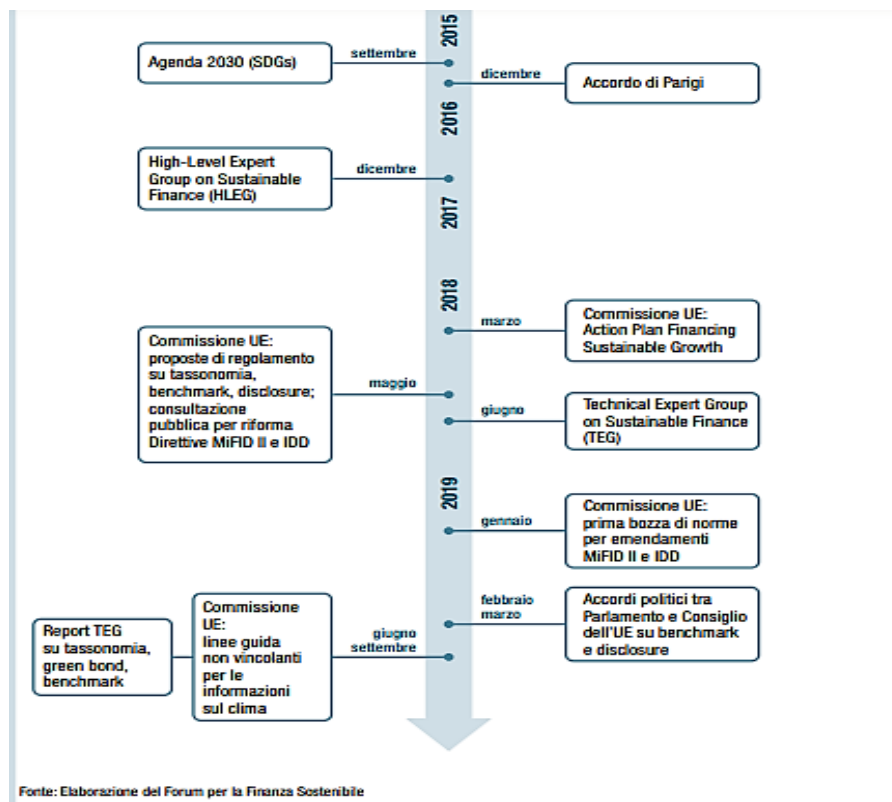 2015
settembre
Agenda 2030 (SDGs)
dicembre
Accordo di Parigi
2016
High-Level Expert
Group on Sustainable
Finance (HLEG)
dicembre
2017
2018
marzo
Commissione UE:
Action Plan Financing
Sustainable Growth
Commissione UE:
proposte di regolamento
su tassonomia,
benchmark, disclosure;
consultazione
pubblica per riforma
Direttive MiFID II e IDD
maggio
giugno
Technical Expert Group
on Sustainable Finance
(TEG)
2019
gennaio
Commissione UE:
prima bozza di norme
per emendamenti
MiFID II e IDD
febbraio
marzo
Accordi politici tra
Parlamento e Consiglio
dell'UE su benchmark
e disclosure
Report TEG
su tassonomia,
green bond,
benchmark
Commissione
UE:
linee guida
non vincolanti
per le
informazioni
sul clima
giugno
settembre
Fonte: Elaborazione del Forum per la Finanza Sostenibile